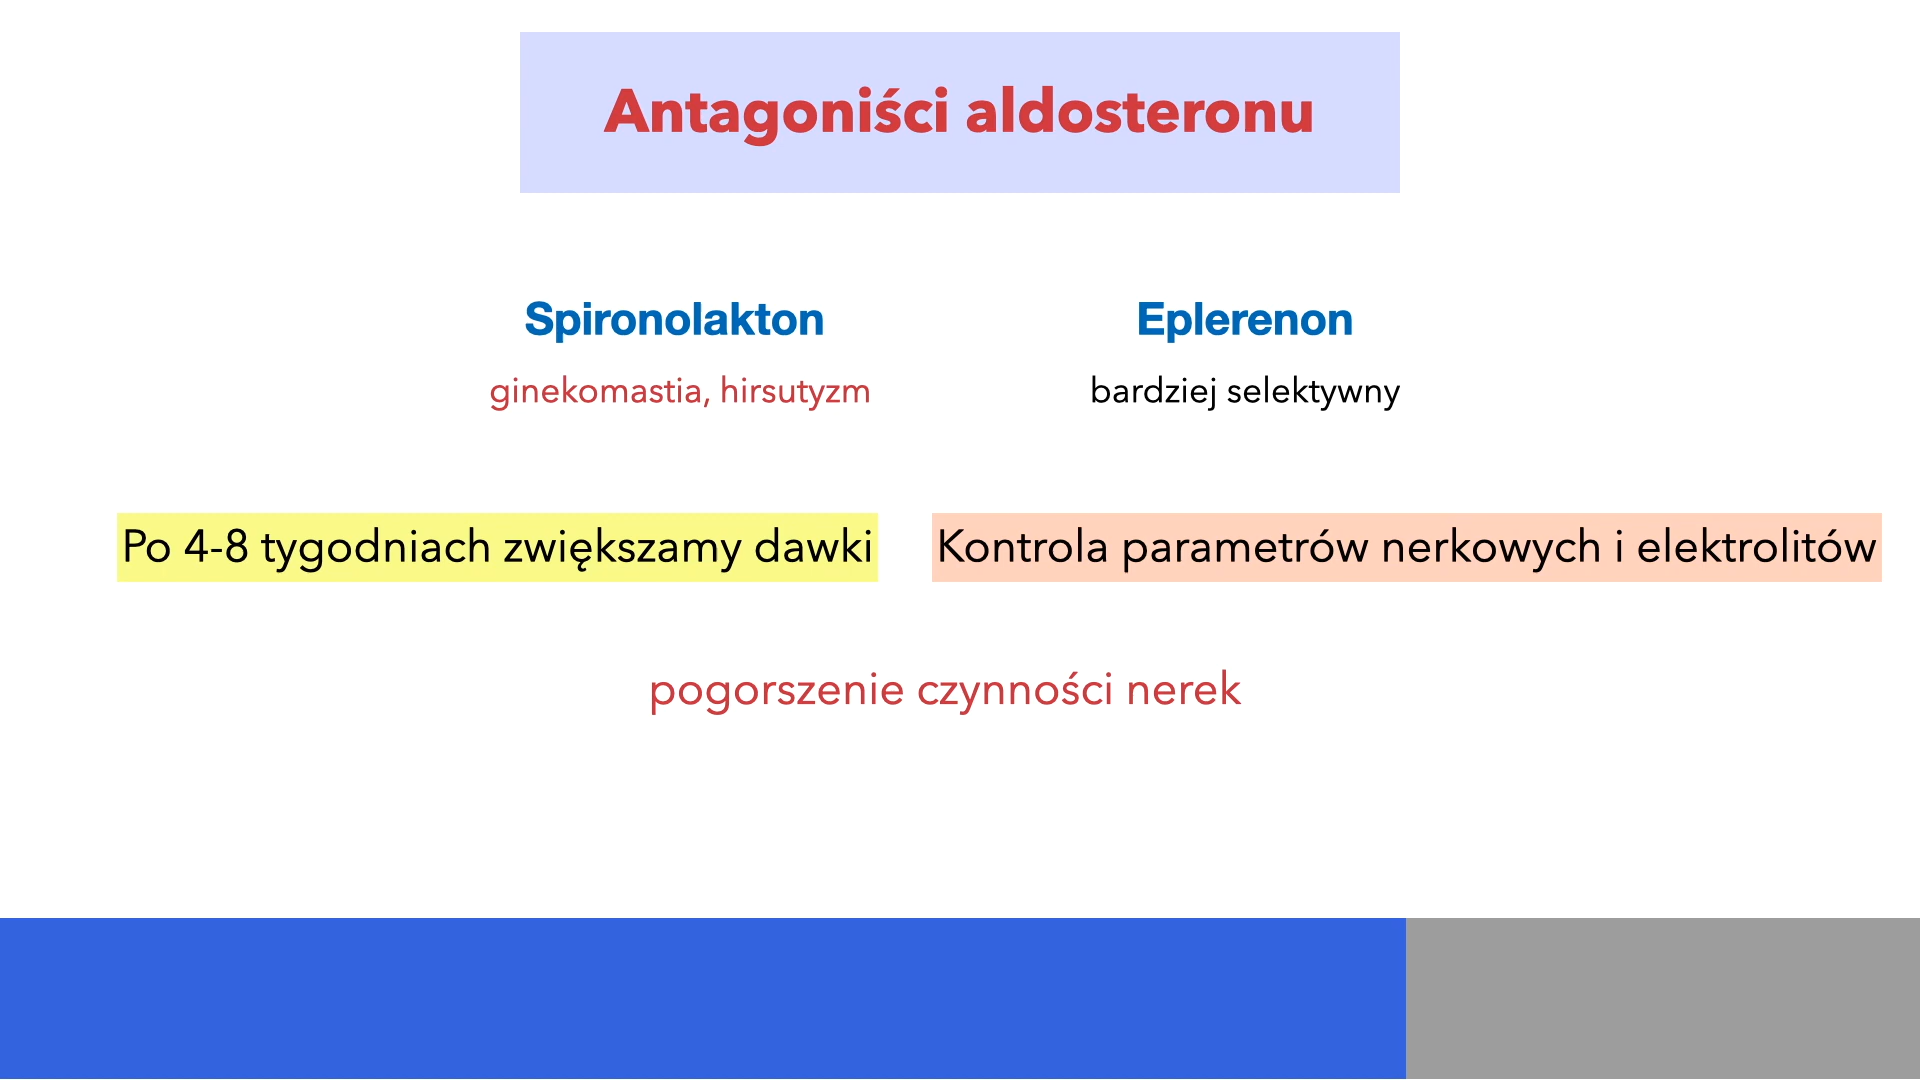 Antagoniści aldosteronu
Spironolakton
Eplerenon
ginekomastia, hirsutyzm
bardziej selektywny
Po 4-8 tygodniach zwiększamy dawki
Kontrola parametrów nerkowych i elektrolitów
pogorszenie czynności nerek